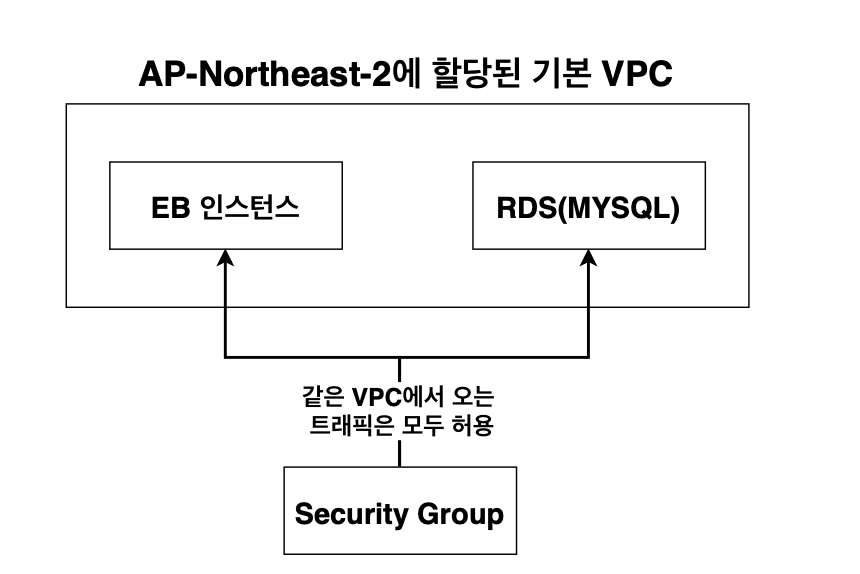 AP-Northeast-2에 할당된 기본 VPC
EB 인스턴스
RDS(MYSQL)
같은 VPC에서 오는
트래픽은 모두 허용
Security Group